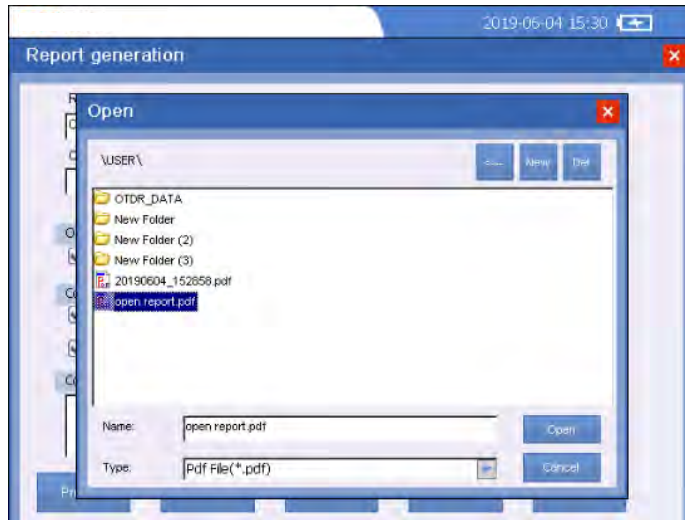 2019-06-04 15:30
Report generation
R
Open
\USER\
<--- New Del
OTDR_DATA
New Folder
New Folder (2)
New Folder (3)
20190604_152858.pdf
open report.pdf
Name: open report.pdf Open
Type: Pdf File(*.pdf) Cancel